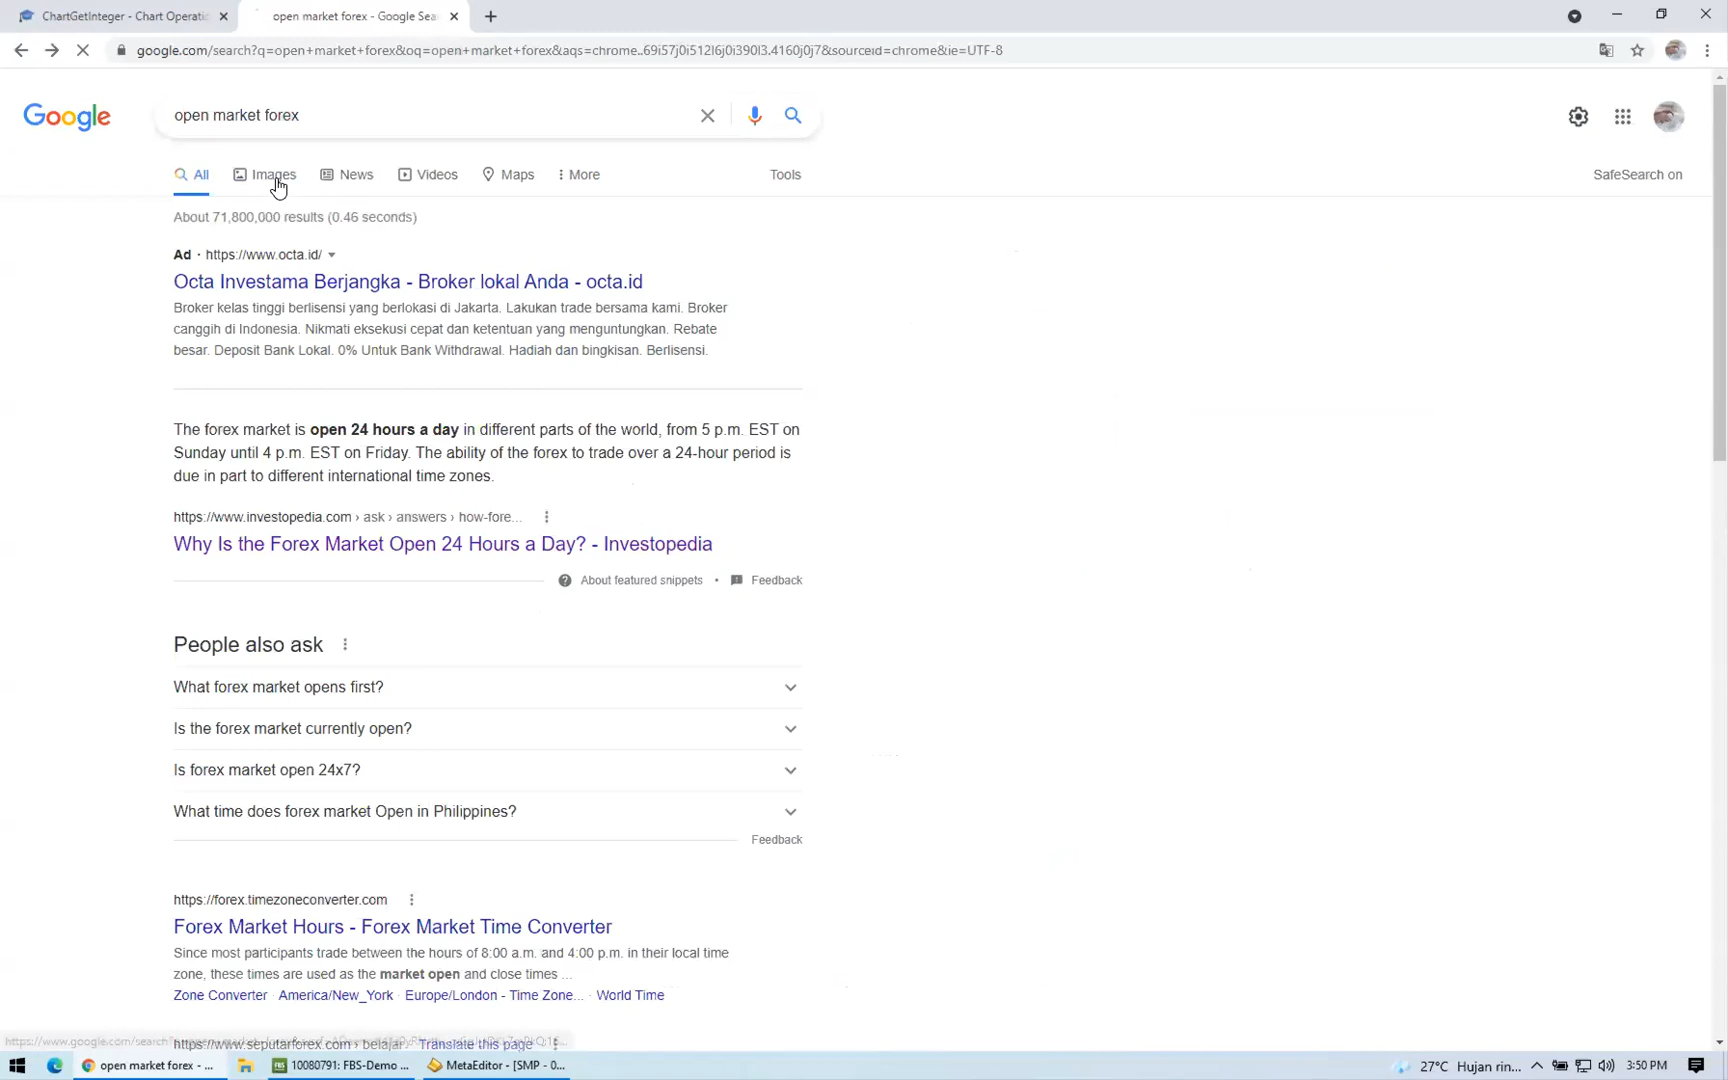 ChartGetInteger - Chart Operatio
open market forex - Google Sea
google.com/search?q=open+market+forex&oq=open+market+forex&aqs=chrome..69i57j0i512l6j0i390l3.4160j0j7&sourceid=chrome&ie=UTF-8
Google
open market forex
All Images News Videos Maps More Tools SafeSearch on
About 71,800,000 results (0.46 seconds)
Ad · https://www.octa.id/
Octa Investama Berjangka - Broker lokal Anda - octa.id
Broker kelas tinggi berlisensi yang berlokasi di Jakarta. Lakukan trade bersama kami. Broker
canggih di Indonesia. Nikmati eksekusi cepat dan ketentuan yang menguntungkan. Rebate
besar. Deposit Bank Lokal. 0% Untuk Bank Withdrawal. Hadiah dan bingkisan. Berlisensi.
The forex market is open 24 hours a day in different parts of the world, from 5 p.m. EST on
Sunday until 4 p.m. EST on Friday. The ability of the forex to trade over a 24-hour period is
due in part to different international time zones.
https://www.investopedia.com › ask › answers › how-fore...
Why Is the Forex Market Open 24 Hours a Day? - Investopedia
About featured snippets • Feedback
People also ask
What forex market opens first?
Is the forex market currently open?
Is forex market open 24x7?
What time does forex market Open in Philippines?
Feedback
https://forex.timezoneconverter.com
Forex Market Hours - Forex Market Time Converter
Since most participants trade between the hours of 8:00 a.m. and 4:00 p.m. in their local time
zone, these times are used as the market open and close times ...
Zone Converter · America/New_York · Europe/London - Time Zone... · World Time
https://www.seputarforex.com › belajar Translate this page
open market forex - ...
10080791: FBS-Demo ...
MetaEditor - [SMP - 0...
27°C Hujan rin...
3:50 PM